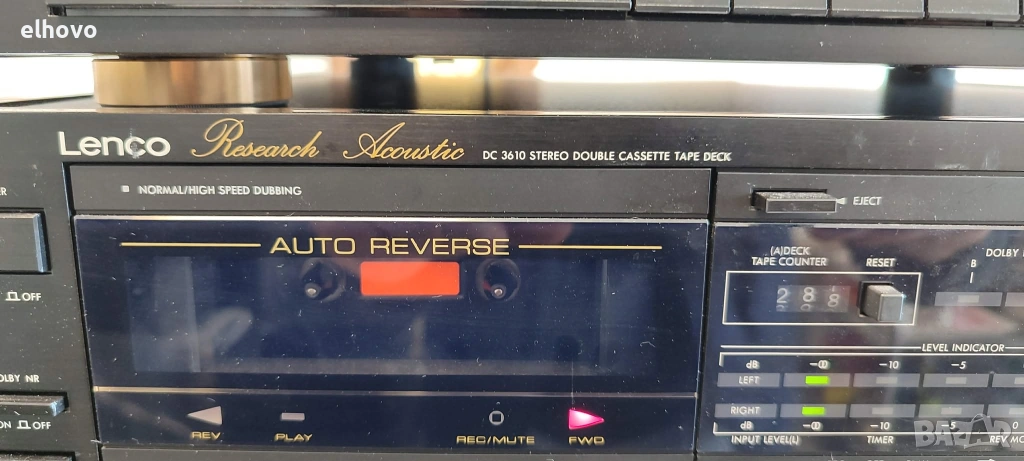 elhovo
Lenco Research Acoustic DC 3610 STEREO DOUBLE CASSETTE TAPE DECK
NORMAL/HIGH SPEED DUBBING
EJECT
AUTO REVERSE
(A)DECK
TAPE COUNTER
RESET
DOLBY
B
288
OFF
LEVEL INDICATOR
dB -∞ -10 -5
LEFT
RIGHT
dB -∞ -10 -5 0
INPUT LEVEL(L) TIMER REV MO
OLBY NR
ON OFF
REV. PLAY REC/MUTE FWD
BAZAR